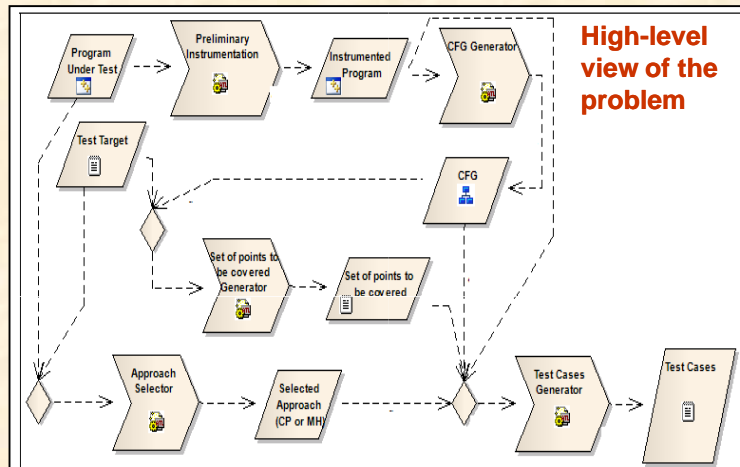 High-level
view of the
problem
Program
Under Test
Preliminary
Instrumentation
Instrumented
Program
CFG Generator
Test Target
CFG
Set of points to
be covered
Generator
Set of points to
be covered
Approach
Selector
Selected
Approach
(CP or MH)
Test Cases
Generator
Test Cases